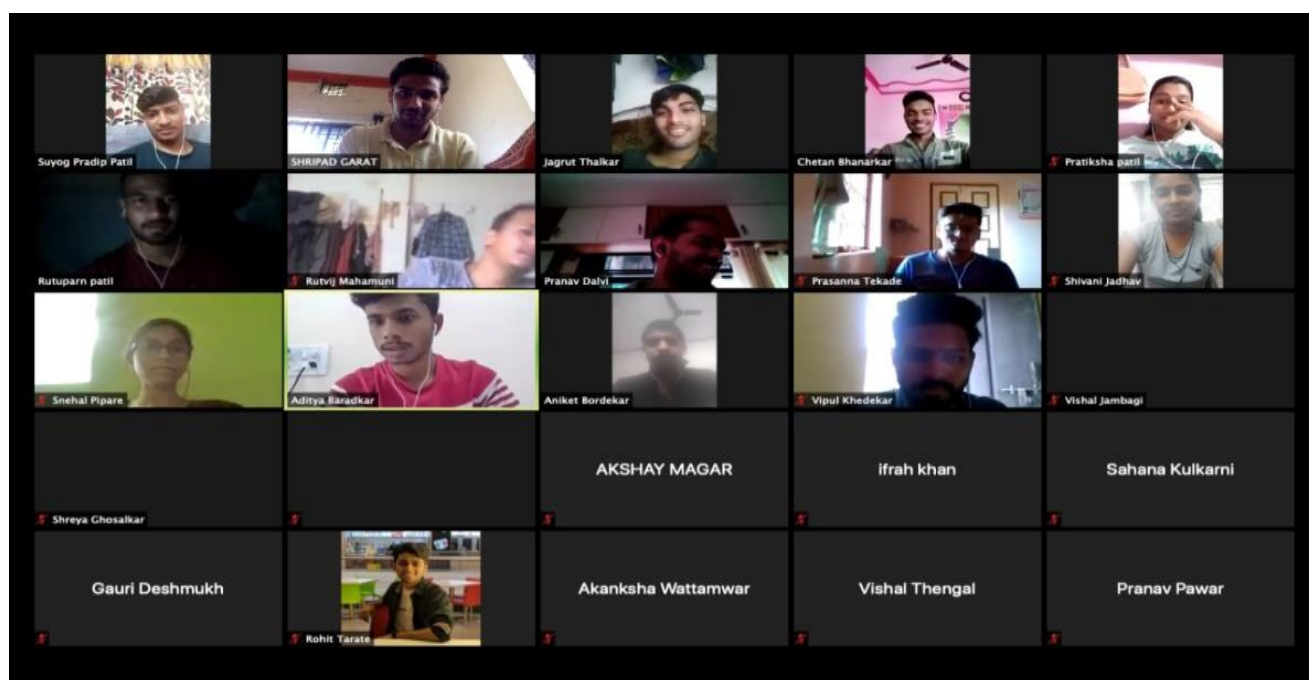 Suyog Pradip Patil
SHRIPAD GARAT
Jagrut Thalkar
Chetan Bhanarkar
Pratiksha patil
Rutuparn patil
Rutvij Mahamuni
Pranav Dalvi
Prasanna Tekade
Shivani Jadhav
Snehal Pipare
Aditya Baradkar
Aniket Bordekar
Vipul Khedekar
Vishal Jambagi
Shreya Ghosalkar
AKSHAY MAGAR
ifrah khan
Sahana Kulkarni
Gauri Deshmukh
Rohit Tarate
Akanksha Wattamwar
Vishal Thengal
Pranav Pawar